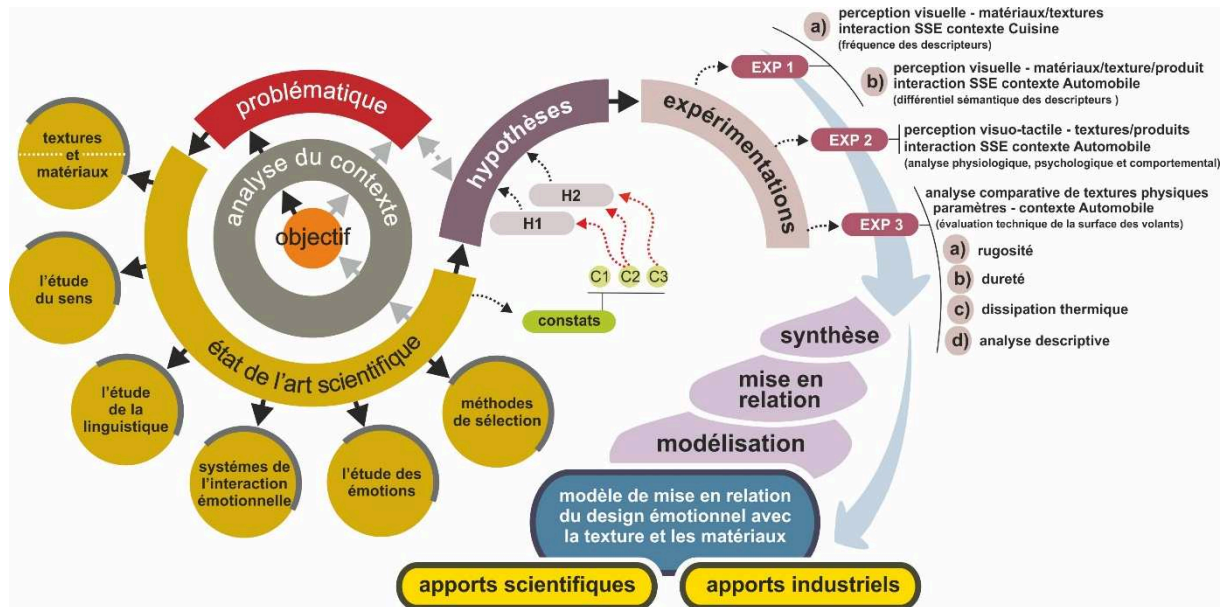 problématique
analyse du contexte
objectif
état de l'art scientifique
textures
et
matériaux
l'étude
du sens
l'étude
de la
linguistique
systémes de
l'interaction
émotionnelle
l'étude des
émotions
méthodes
de sélection
hypothèses
H2
H1
C1
C2
C3
constats
expérimentations
EXP 1
a)
perception visuelle - matériaux/textures
interaction SSE contexte Cuisine
(fréquence des descripteurs)
b)
perception visuelle - matériaux/texture/produit
interaction SSE contexte Automobile
(différentiel sémantique des descripteurs )
EXP 2
perception visuo-tactile - textures/produits
interaction SSE contexte Automobile
(analyse physiologique, psychologique et comportemental)
EXP 3
analyse comparative de textures physiques
paramètres - contexte Automobile
(évaluation technique de la surface des volants)
a) rugosité
b) dureté
c) dissipation thermique
d) analyse descriptive
synthèse
mise en
relation
modélisation
modèle de mise en relation
du design émotionnel avec
la texture et les matériaux
apports scientifiques
apports industriels